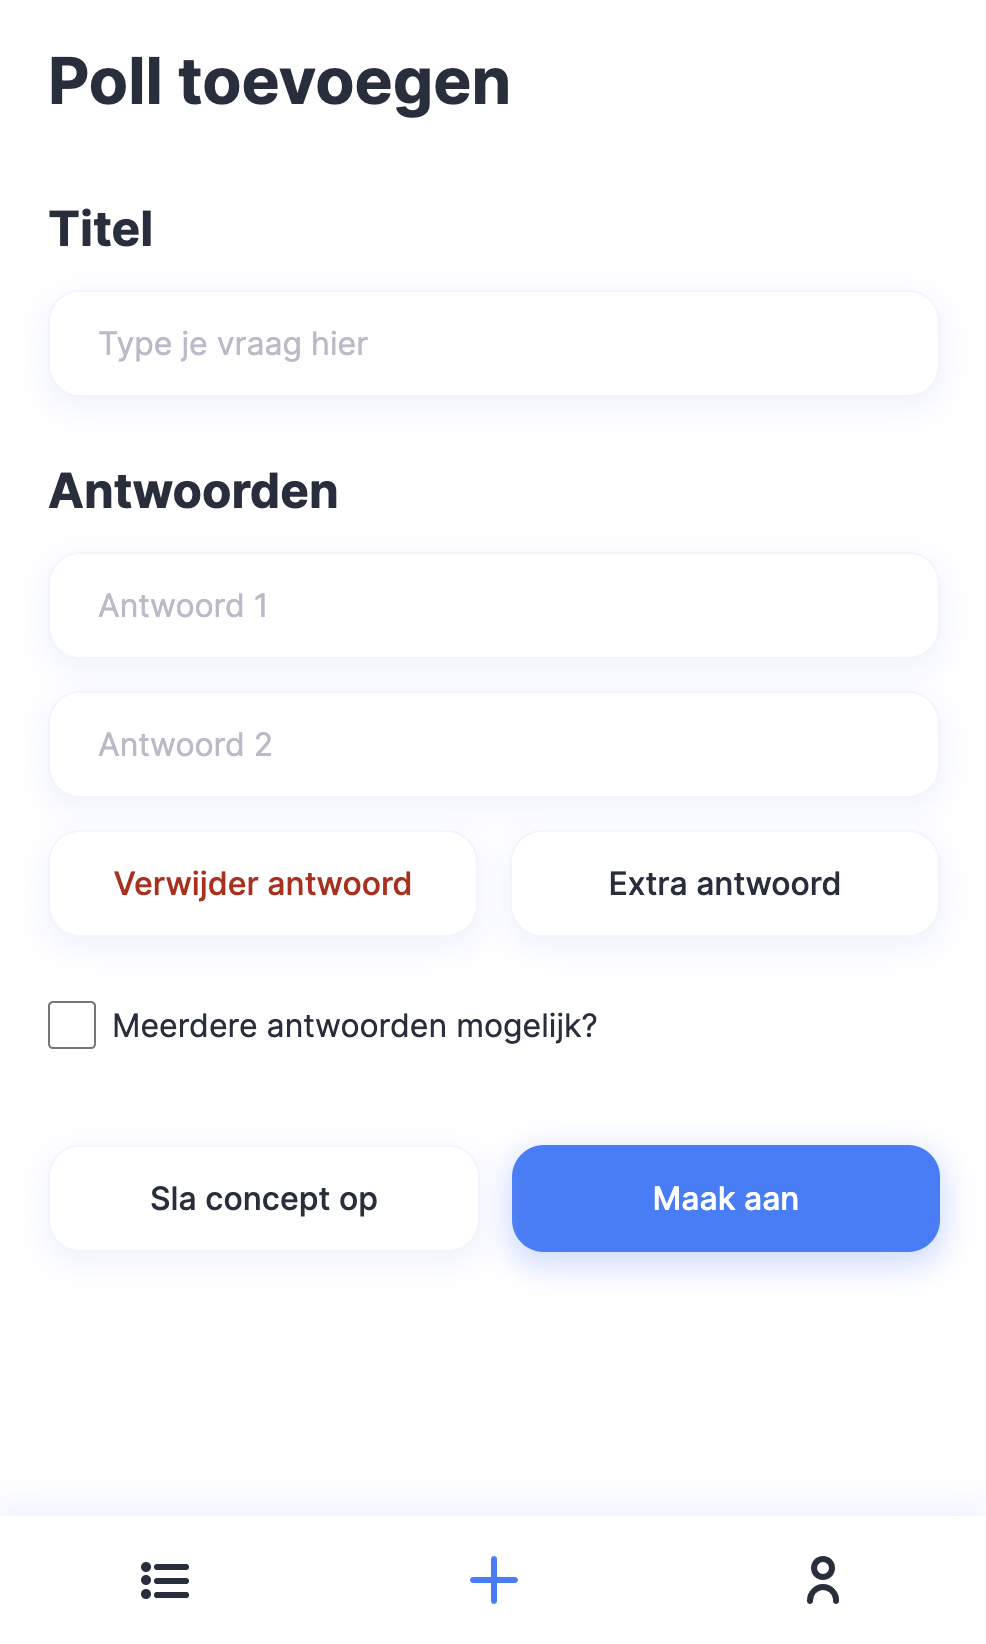 Poll toevoegen
Titel
Type je vraag hier
Antwoorden
Antwoord 1
Antwoord 2
Verwijder antwoord
Extra antwoord
Meerdere antwoorden mogelijk?
Sla concept op
Maak aan